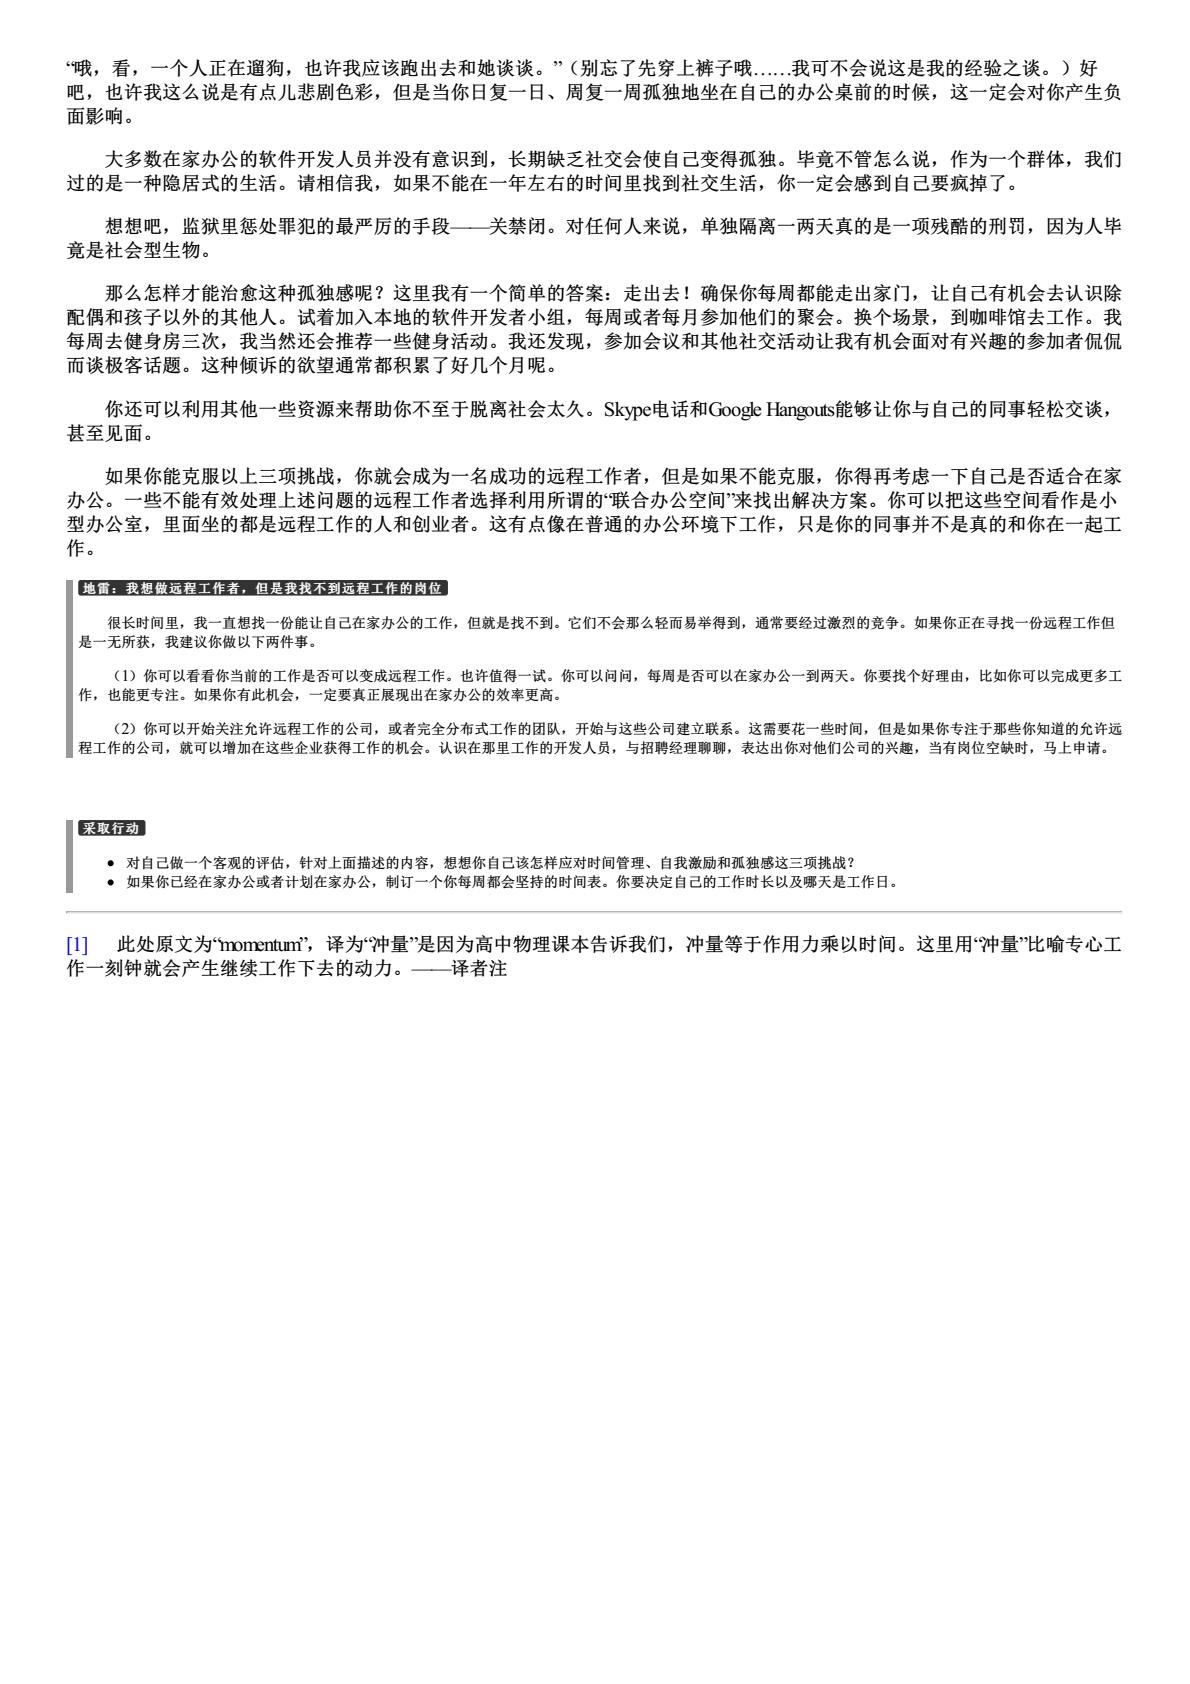 “哦，看，一个人正在遛狗，也许我应该跑出去和她谈谈。”（别忘了先穿上裤子哦……我可不会说这是我的经验之谈。）好
吧，也许我这么说是有点儿悲剧色彩，但是当你日复一日、周复一周孤独地坐在自己的办公桌前的时候，这一定会对你产生负
面影响。
大多数在家办公的软件开发人员并没有意识到，长期缺乏社交会使自己变得孤独。毕竟不管怎么说，作为一个群体，我们
过的是一种隐居式的生活。请相信我，如果不能在一年左右的时间里找到社交生活，你一定会感到自己要疯掉了。
想想吧，监狱里惩处罪犯的最严厉的手段——关禁闭。对任何人来说，单独隔离一两天真的是一项残酷的刑罚，因为人毕
竟是社会型生物。
那么怎样才能治愈这种孤独感呢？这里我有一个简单的答案：走出去！确保你每周都能走出家门，让自己有机会去认识除
配偶和孩子以外的其他人。试着加入本地的软件开发者小组，每周或者每月参加他们的聚会。换个场景，到咖啡馆去工作。我
每周去健身房三次，我当然还会推荐一些健身活动。我还发现，参加会议和其他社交活动让我有机会面对有兴趣的参加者侃侃
而谈极客话题。这种倾诉的欲望通常都积累了好几个月呢。
你还可以利用其他一些资源来帮助你不至于脱离社会太久。Skype电话和Google Hangouts能够让你与自己的同事轻松交谈，
甚至见面。
如果你能克服以上三项挑战，你就会成为一名成功的远程工作者，但是如果不能克服，你得再考虑一下自己是否适合在家
办公。一些不能有效处理上述问题的远程工作者选择利用所谓的“联合办公空间”来找出解决方案。你可以把这些空间看作是小
型办公室，里面坐的都是远程工作的人和创业者。这有点像在普通的办公环境下工作，只是你的同事并不是真的和你在一起工
作。
地雷：我想做远程工作者，但是我找不到远程工作的岗位
很长时间里，我一直想找一份能让自己在家办公的工作，但就是找不到。它们不会那么轻而易举得到，通常要经过激烈的竞争。如果你正在寻找一份远程工作但
是一无所获，我建议你做以下两件事。
（1）你可以看看你当前的工作是否可以变成远程工作。也许值得一试。你可以问问，每周是否可以在家办公一到两天。你要找个好理由，比如你可以完成更多工
作，也能更专注。如果你有此机会，一定要真正展现出在家办公的效率更高。
（2）你可以开始关注允许远程工作的公司，或者完全分布式工作的团队，开始与这些公司建立联系。这需要花一些时间，但是如果你专注于那些你知道的允许远
程工作的公司，就可以增加在这些企业获得工作的机会。认识在那里工作的开发人员，与招聘经理聊聊，表达出你对他们公司的兴趣，当有岗位空缺时，马上申请。
采取行动
● 对自己做一个客观的评估，针对上面描述的内容，想想你自己该怎样应对时间管理、自我激励和孤独感这三项挑战？
● 如果你已经在家办公或者计划在家办公，制订一个你每周都会坚持的时间表。你要决定自己的工作时长以及哪天是工作日。
[1] 此处原文为“momentum”，译为“冲量”是因为高中物理课本告诉我们，冲量等于作用力乘以时间。这里用“冲量”比喻专心工
作一刻钟就会产生继续工作下去的动力。——译者注